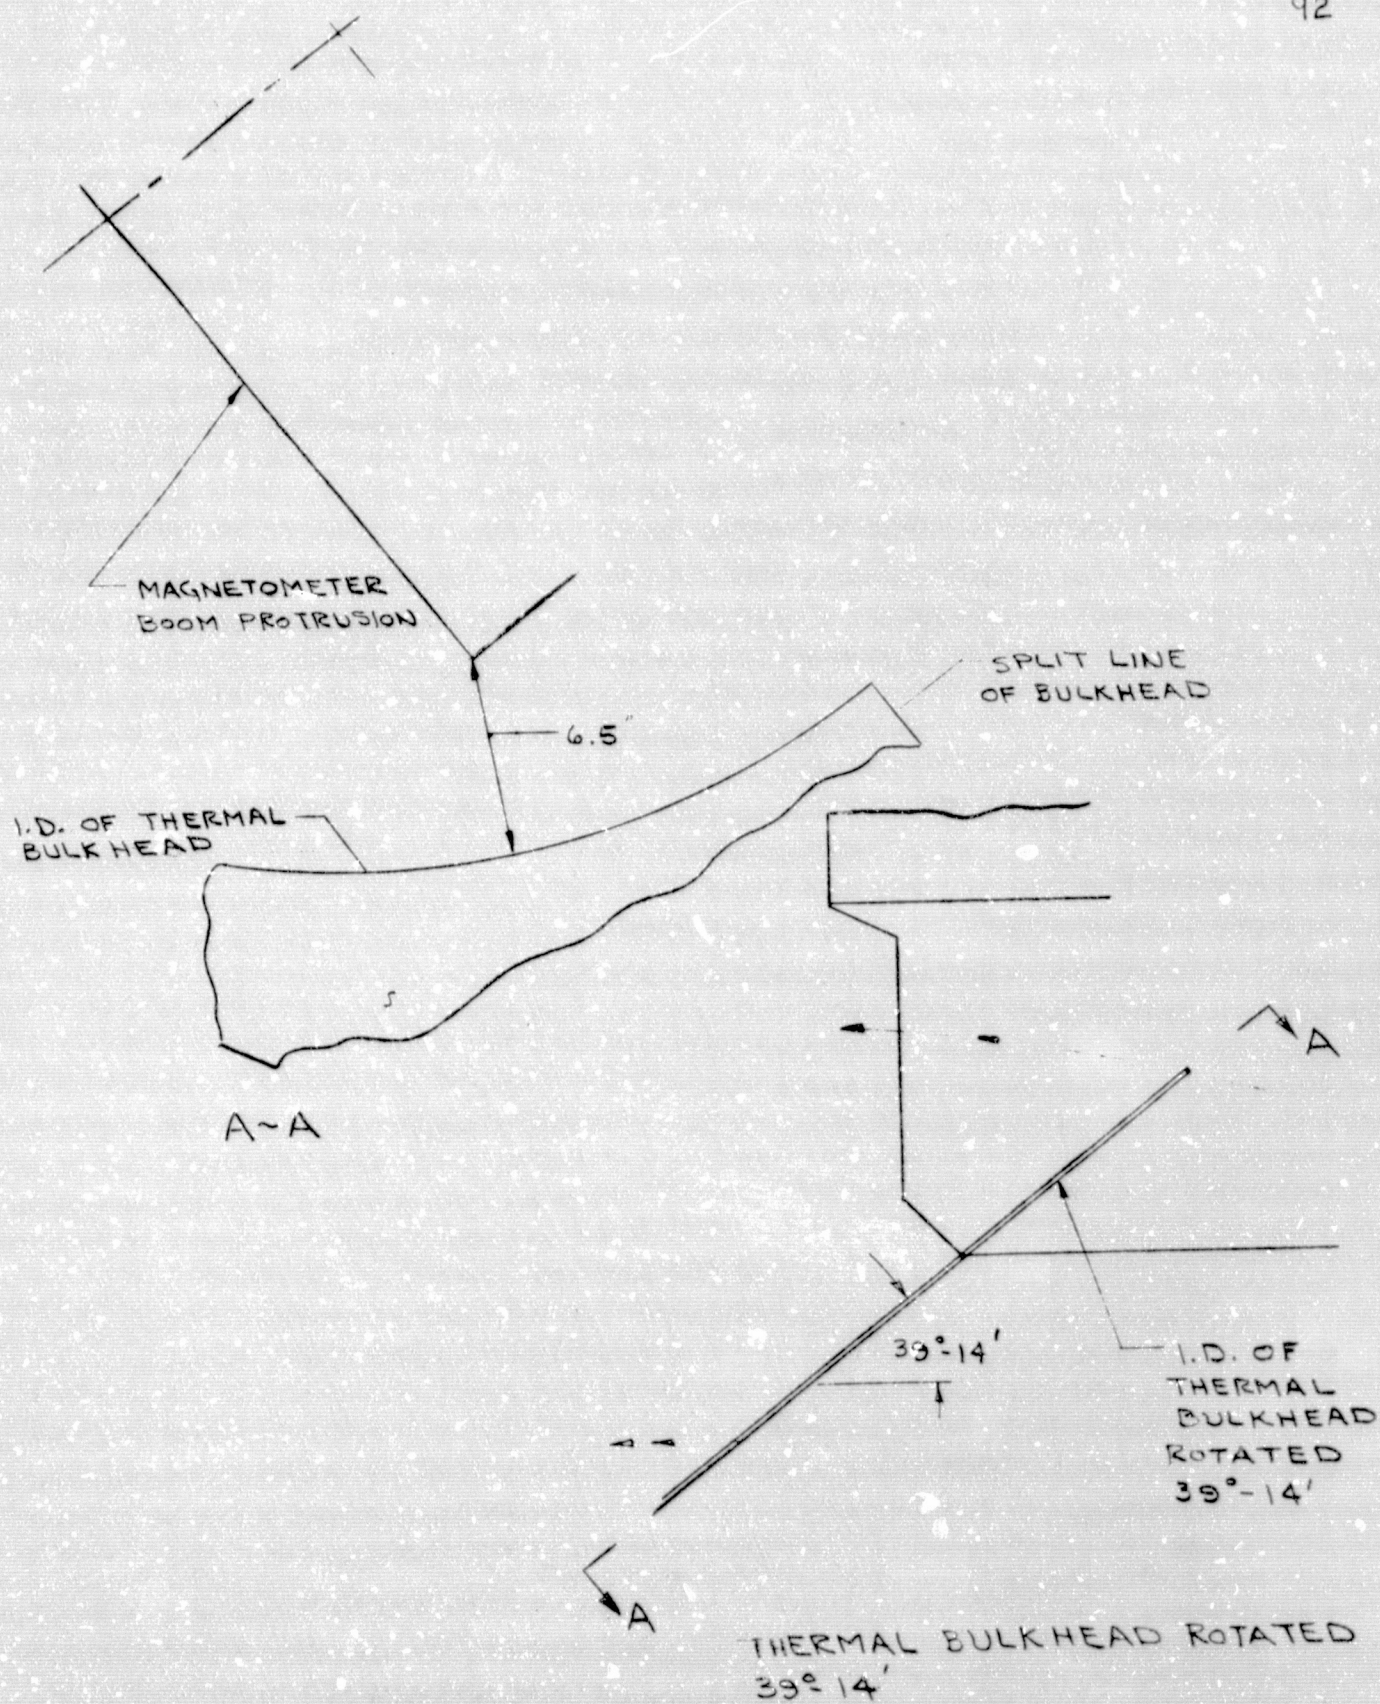 92
MAGNETOMETER
BOOM PROTRUSION
SPLIT LINE
OF BULKHEAD
6.5"
I.D. OF THERMAL
BULKHEAD
A
A~A
39°-14'
I.D. OF
THERMAL
BULKHEAD
ROTATED
39°-14'
A
THERMAL BULKHEAD ROTATED
39°-14'